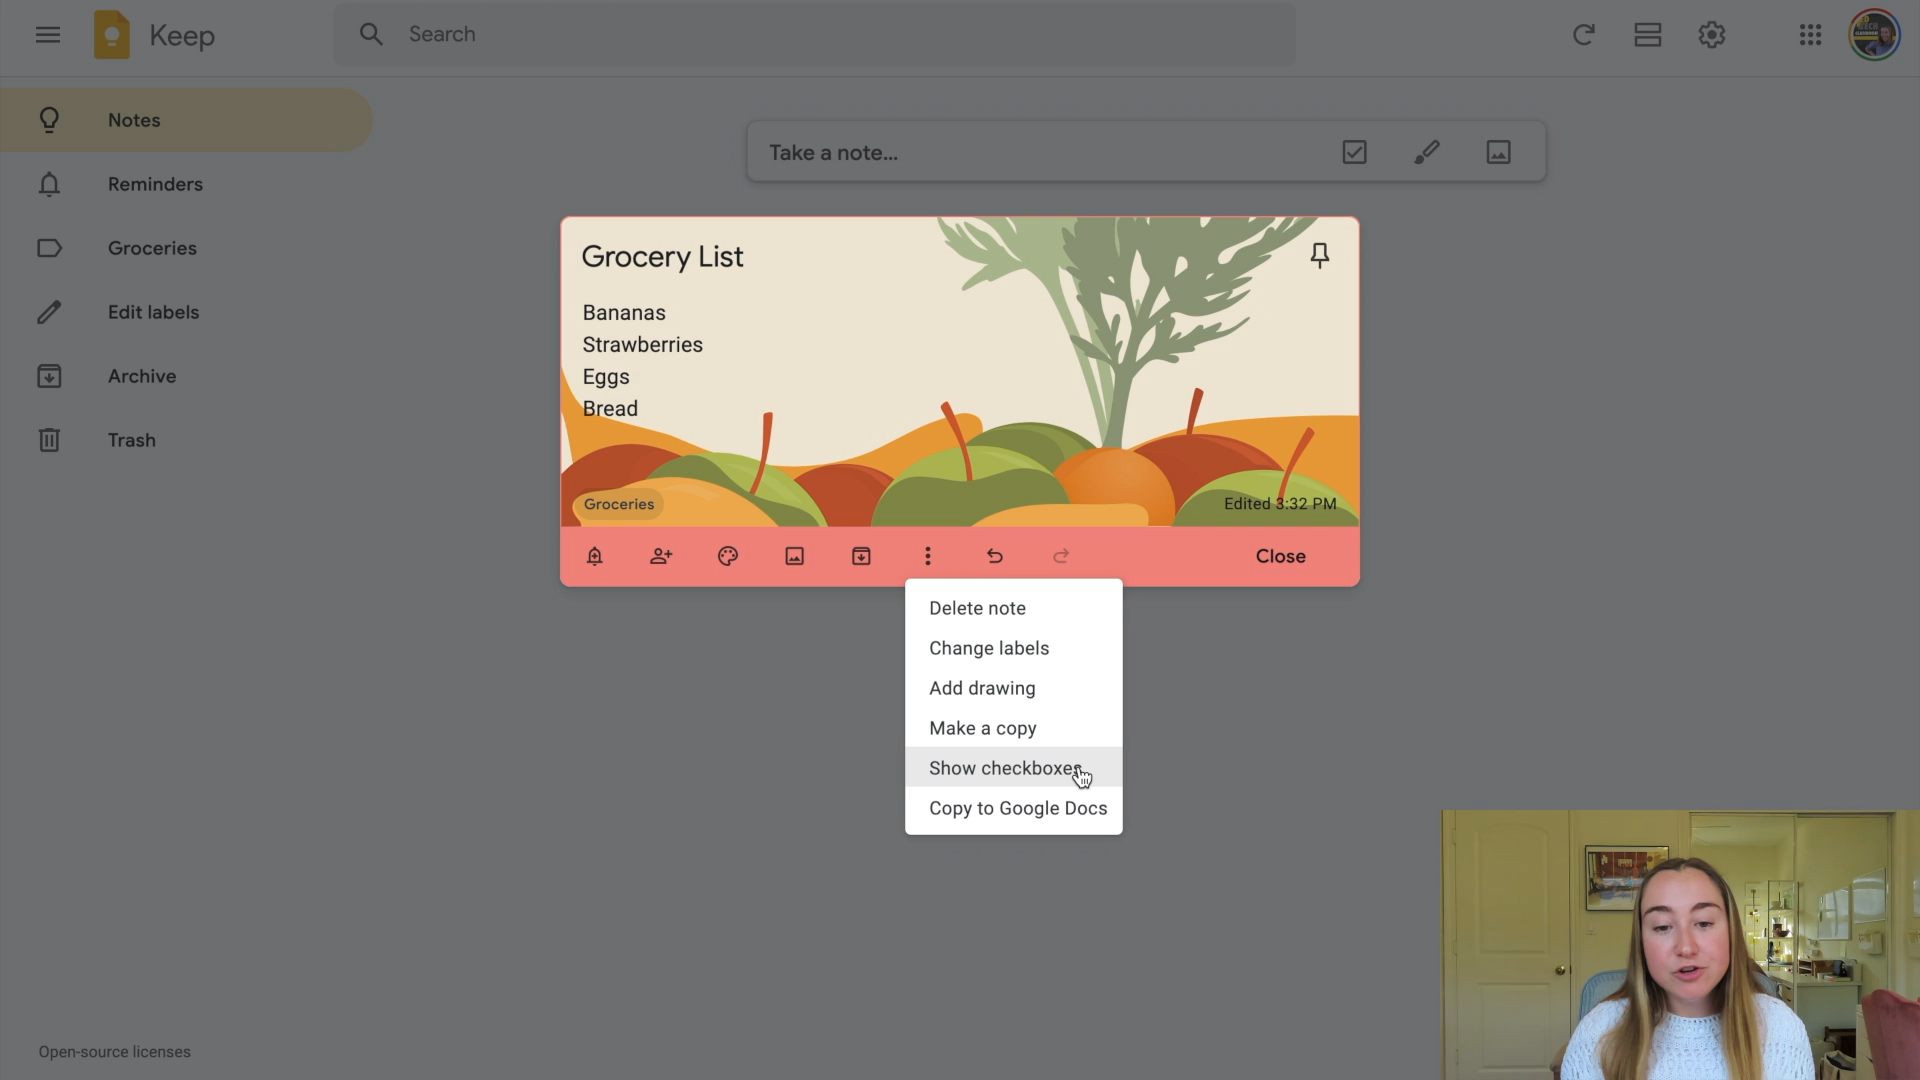 Keep
Search
Notes
Reminders
Groceries
Edit labels
Archive
Trash
Take a note...
Grocery List
Bananas
Strawberries
Eggs
Bread
Groceries
Edited 3:32 PM
Close
Delete note
Change labels
Add drawing
Make a copy
Show checkboxes
Copy to Google Docs
Open-source licenses